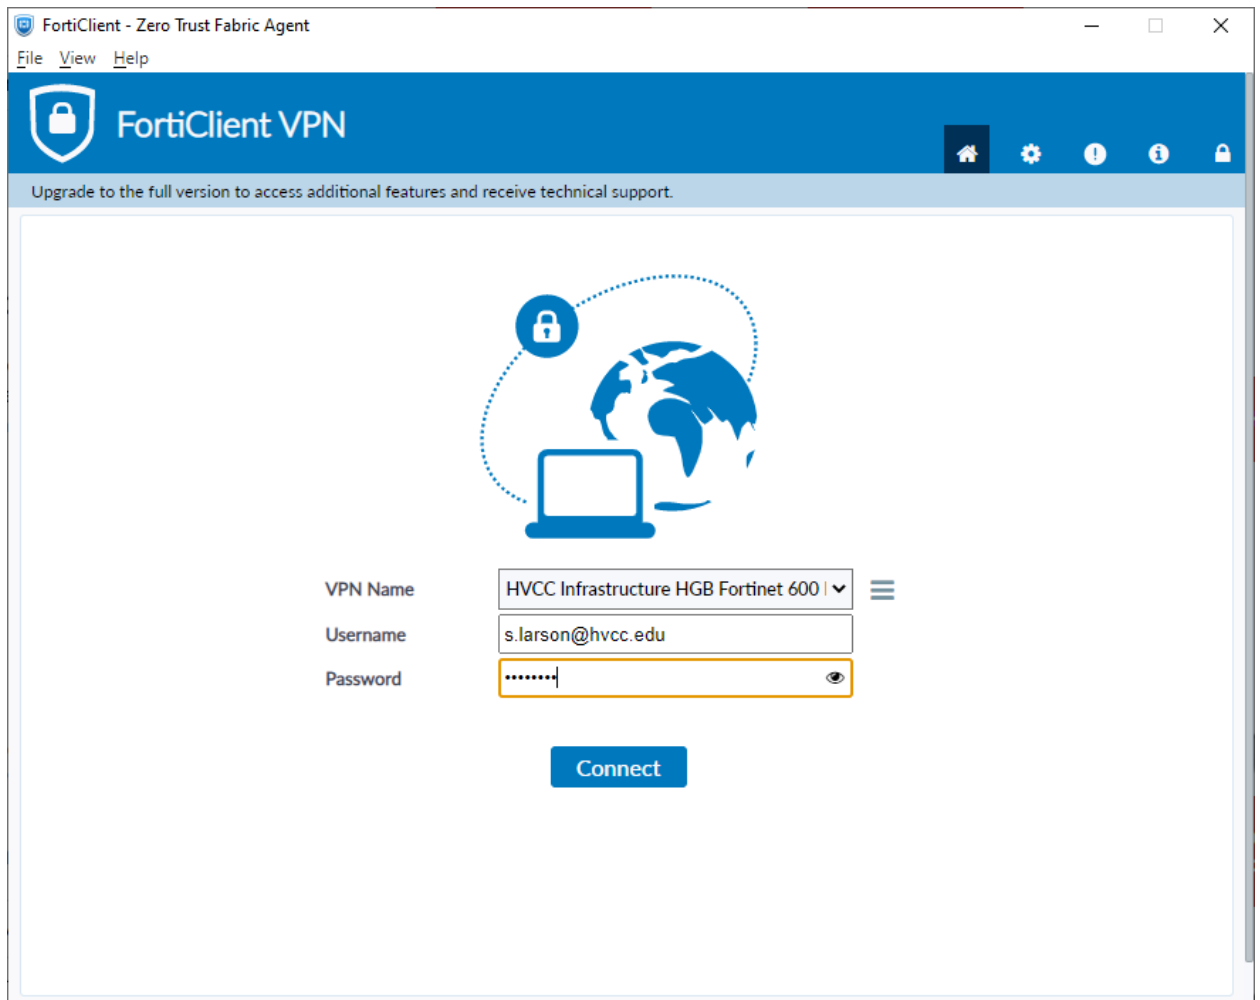 FortiClient - Zero Trust Fabric Agent
File View Help
FortiClient VPN
Upgrade to the full version to access additional features and receive technical support.
VPN Name HVCC Infrastructure HGB Fortinet 600
Username s.larson@hvcc.edu
Password ••••••••
Connect